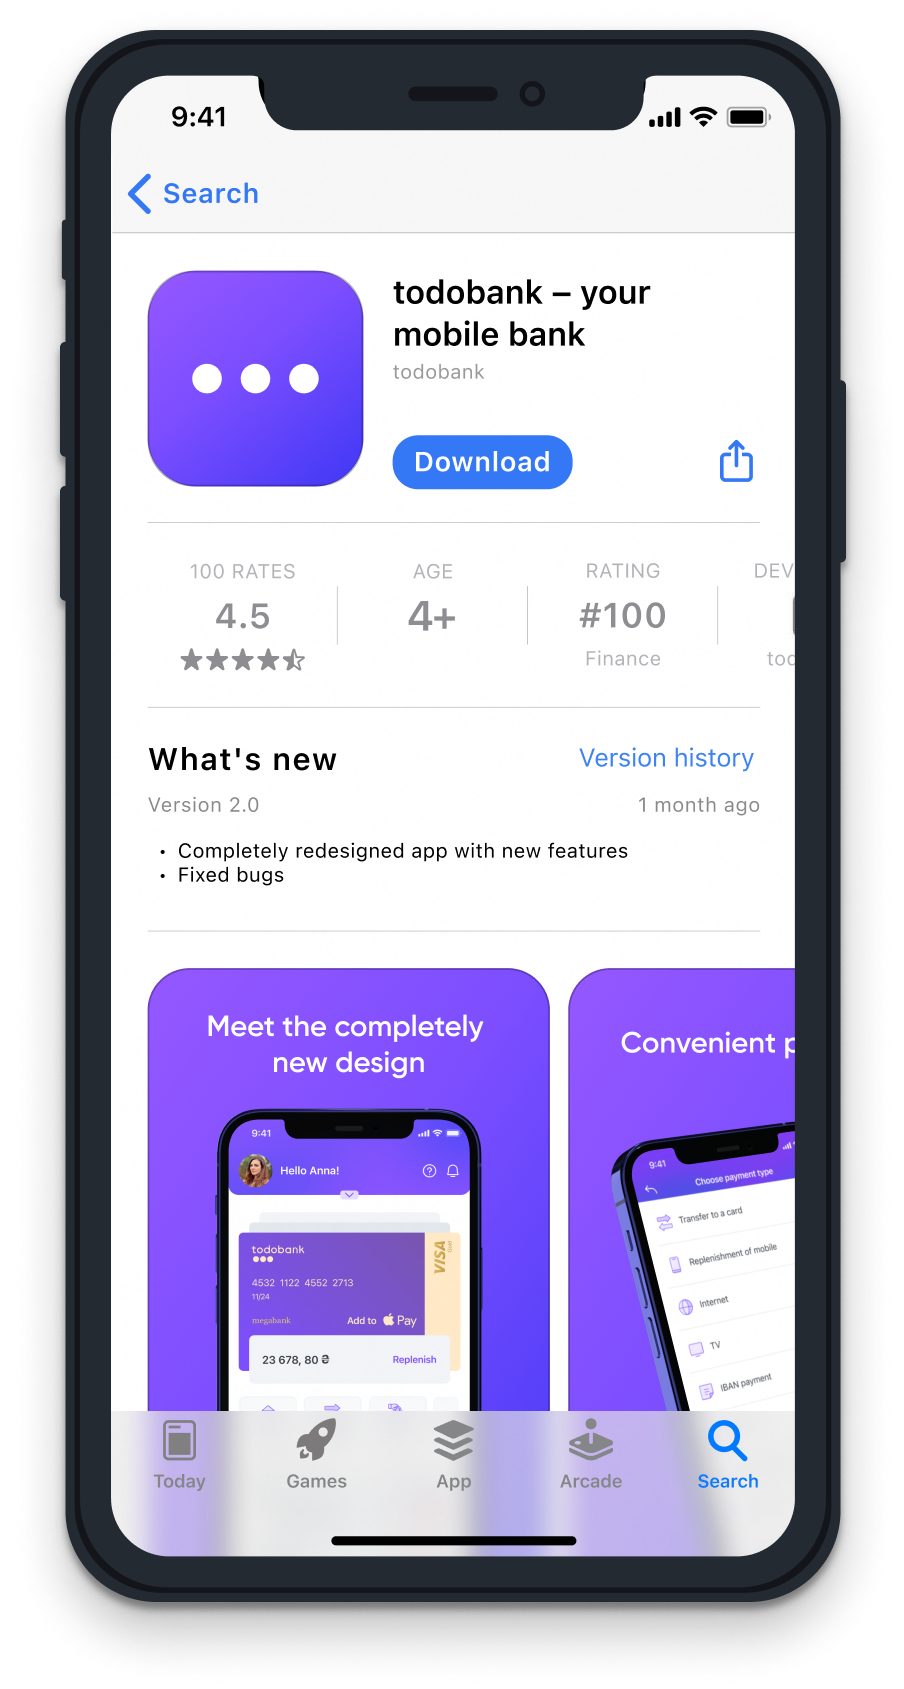 9:41
Search
todobank – your
mobile bank
todobank
Download
100 RATES
4.5
AGE
4+
RATING
#100
Finance
DEV
tod
What's new
Version history
Version 2.0
1 month ago
• Completely redesigned app with new features
• Fixed bugs
Meet the completely
new design
9:41
Hello Anna!
todobank
VISA
4532 1122 4552 2713
11/24
megabank
Add to Pay
23 678, 80 ₴
Replenish
Convenient p
9:41
Choose payment type
Transfer to a card
Replenishment of mobile
Internet
TV
IBAN payment
Today
Games
App
Arcade
Search